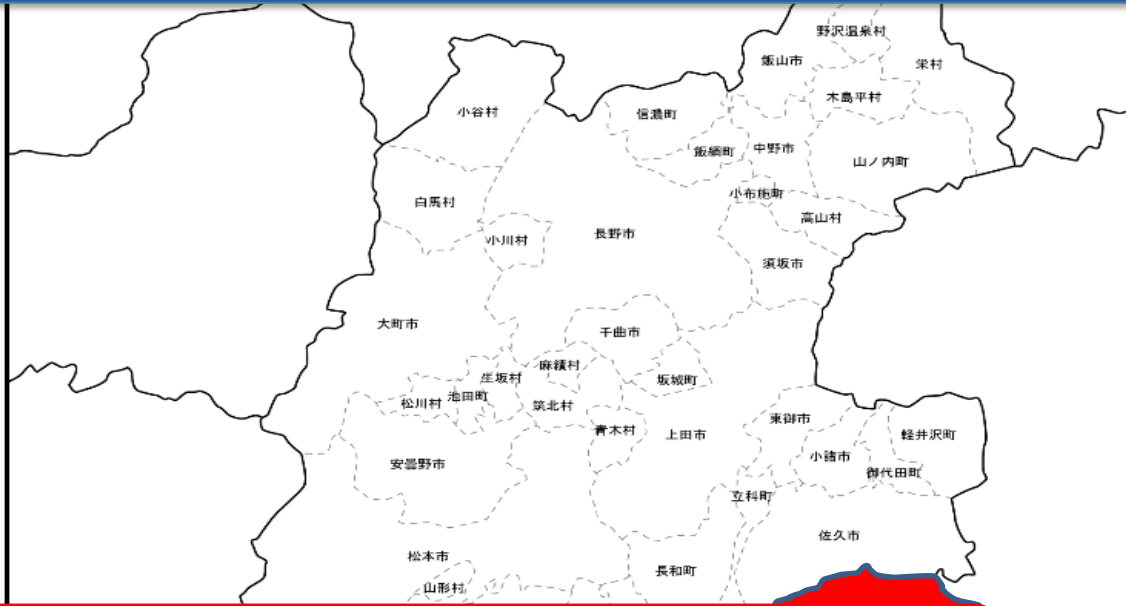 野沢温泉村
飯山市
栄村
木島平村
小谷村
信濃町
飯綱町
中野市
山ノ内町
小布施町
白馬村
高山村
小川村
長野市
須坂市
大町市
千曲市
麻績村
生坂村
坂城町
池田町
松川村
筑北村
東御市
青木村
上田市
軽井沢町
小諸市
安曇野市
御代田町
立科町
佐久市
松本市
長和町
山形村